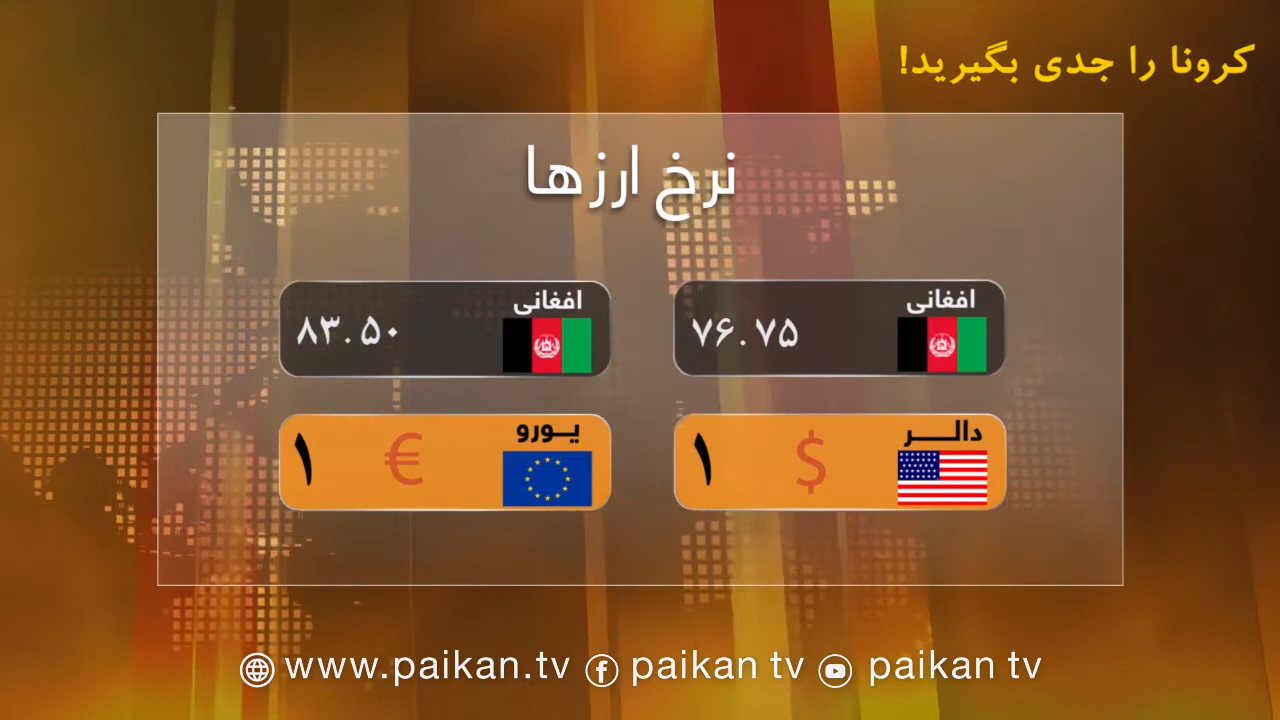 کرونا را جدی بگیرید!
نرخ ارزها
افغانی
۷۶.۷۵
افغانی
۸۳.۵۰
دالــر
$ ۱
یـورو
€ ۱
www.paikan.tv paikan tv paikan tv